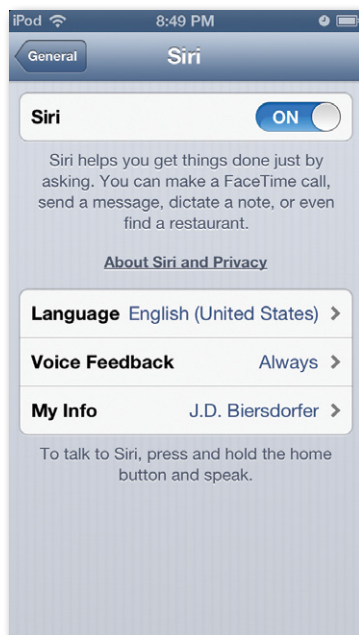 iPod 8:49 PM
General Siri
Siri ON
Siri helps you get things done just by
asking. You can make a FaceTime call,
send a message, dictate a note, or even
find a restaurant.
About Siri and Privacy
Language English (United States)
Voice Feedback Always
My Info J.D. Biersdorfer
To talk to Siri, press and hold the home
button and speak.